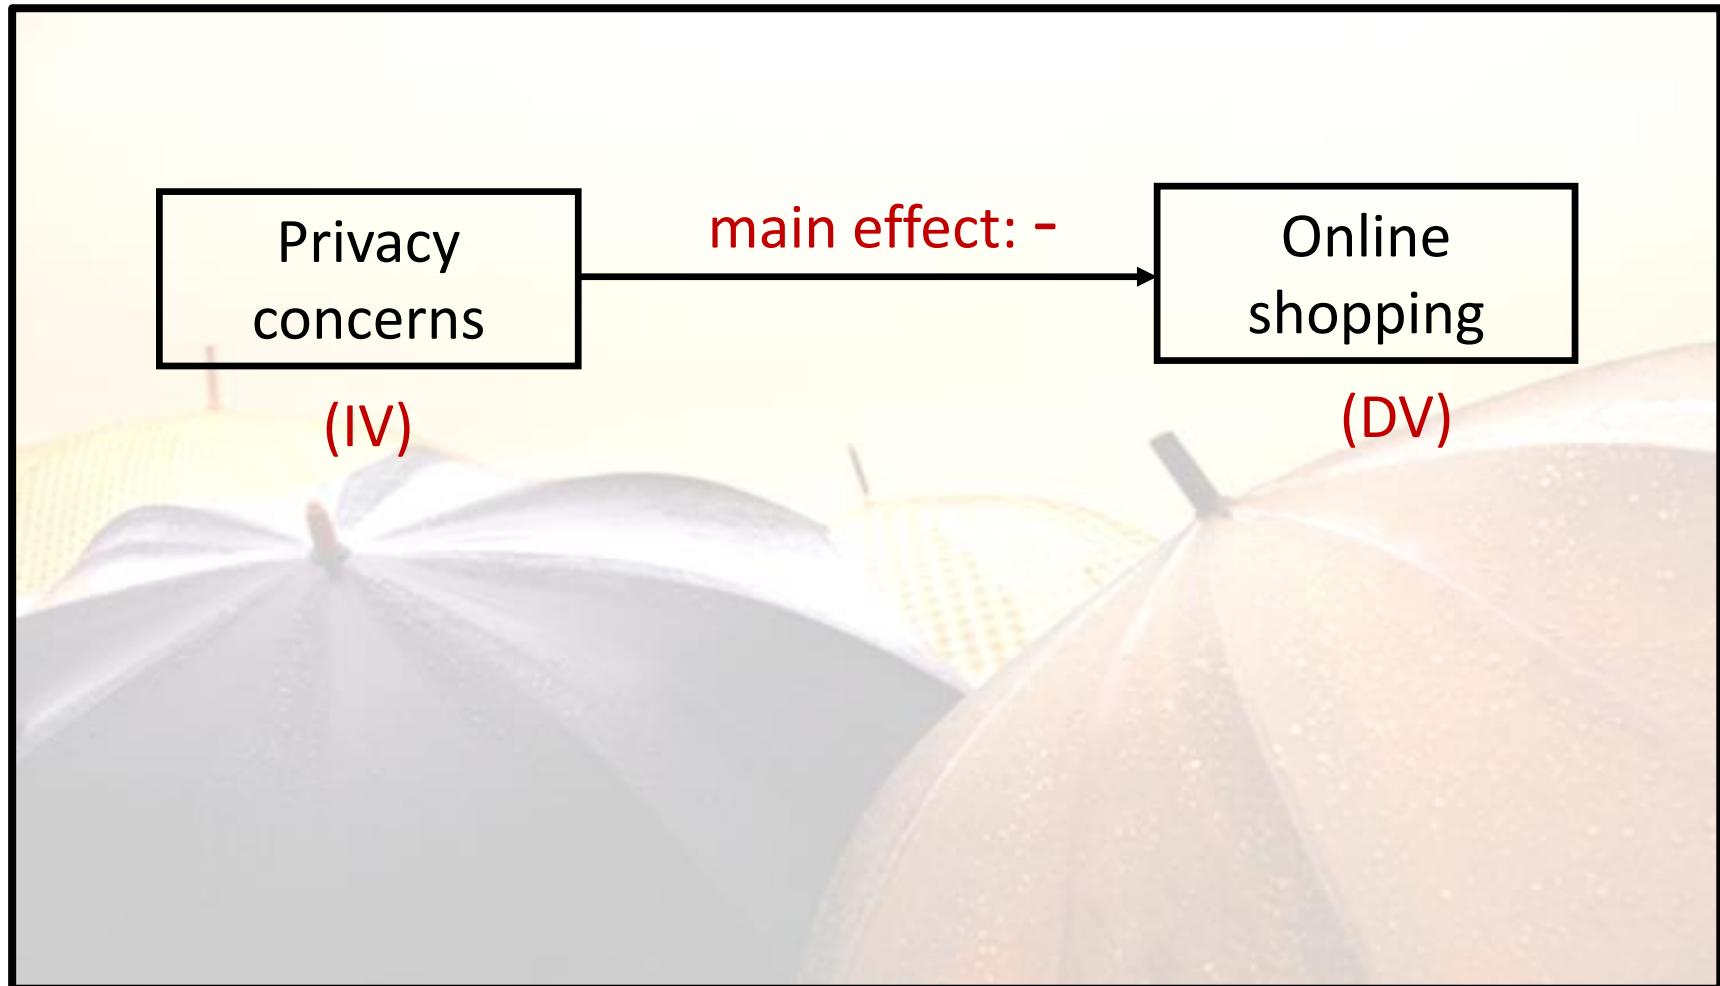 Privacy
concerns
main effect: -
Online
shopping
(IV)
(DV)